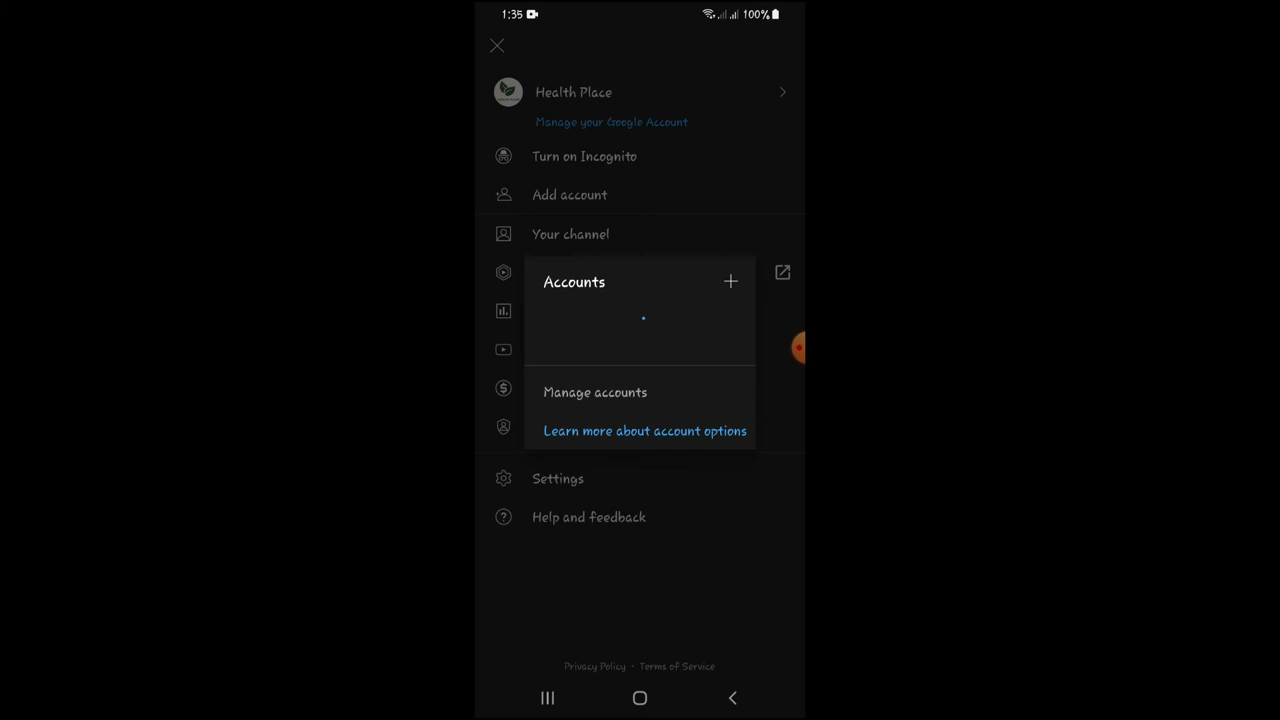 1:35
100%
Health Place
Manage your Google Account
Turn on Incognito
Add account
Your channel
Accounts
Manage accounts
Learn more about account options
Settings
Help and feedback
Privacy Policy • Terms of Service